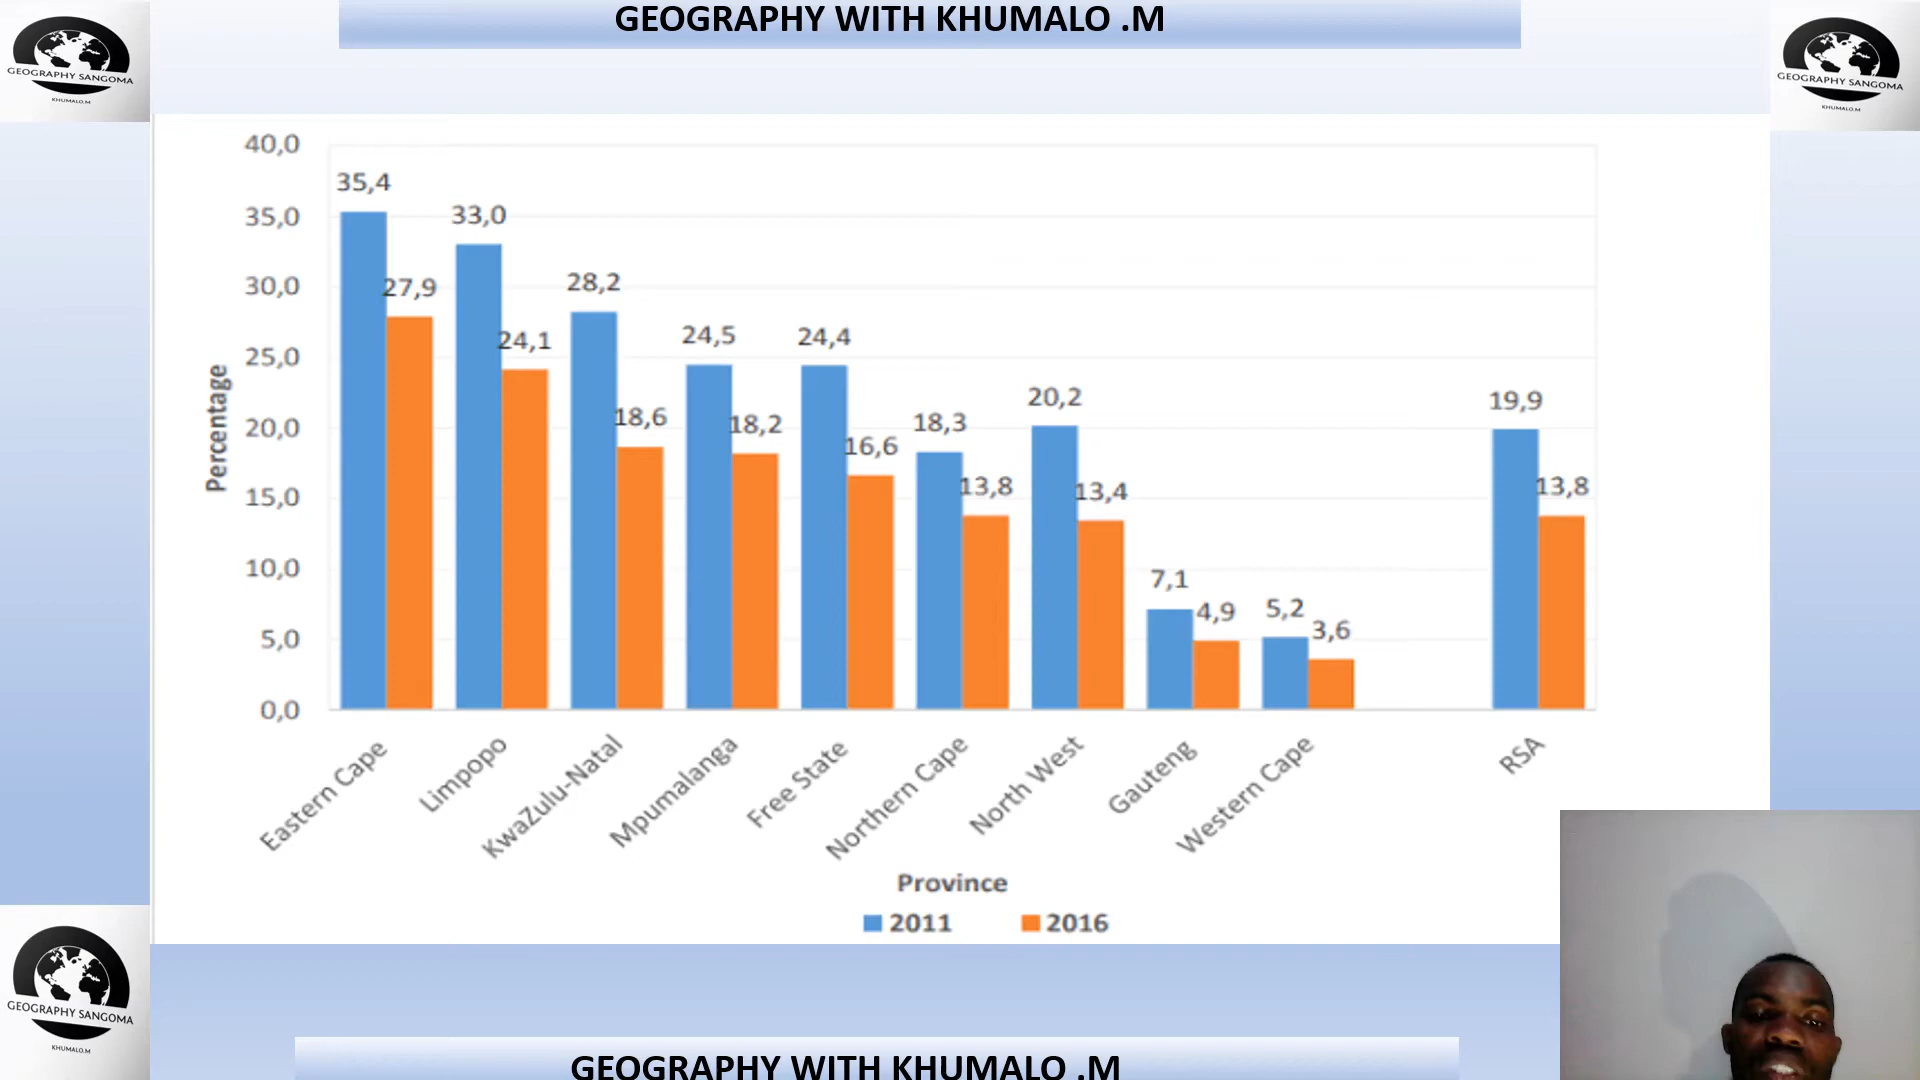 GEOGRAPHY WITH KHUMALO .M
GEOGRAPHY SANGOMA
KHUMALO.M
GEOGRAPHY SANGOMA
KHUMALO.M
40,0
35,0
30,0
25,0
20,0
15,0
10,0
5,0
0,0
Percentage
35,4
27,9
33,0
24,1
28,2
18,6
24,5
18,2
24,4
16,6
18,3
13,8
20,2
13,4
7,1
4,9
5,2
3,6
19,9
13,8
Eastern Cape
Limpopo
KwaZulu-Natal
Mpumalanga
Free State
Northern Cape
North West
Gauteng
Western Cape
RSA
Province
2011
2016
GEOGRAPHY SANGOMA
KHUMALO.M
GEOGRAPHY WITH KHUMALO .M